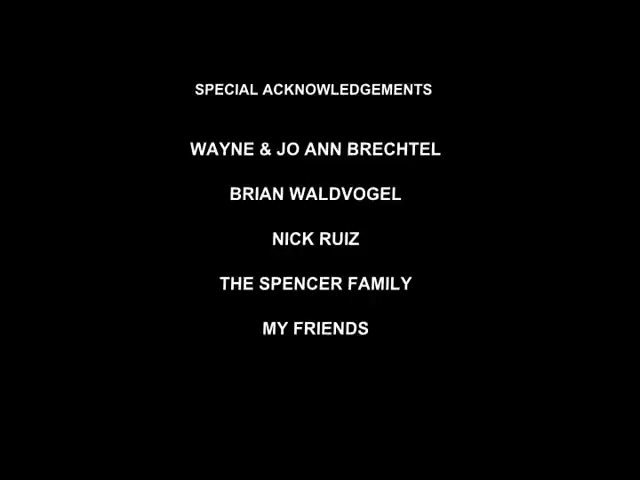 SPECIAL ACKNOWLEDGEMENTS
WAYNE & JO ANN BRECHTEL
BRIAN WALDVOGEL
NICK RUIZ
THE SPENCER FAMILY
MY FRIENDS